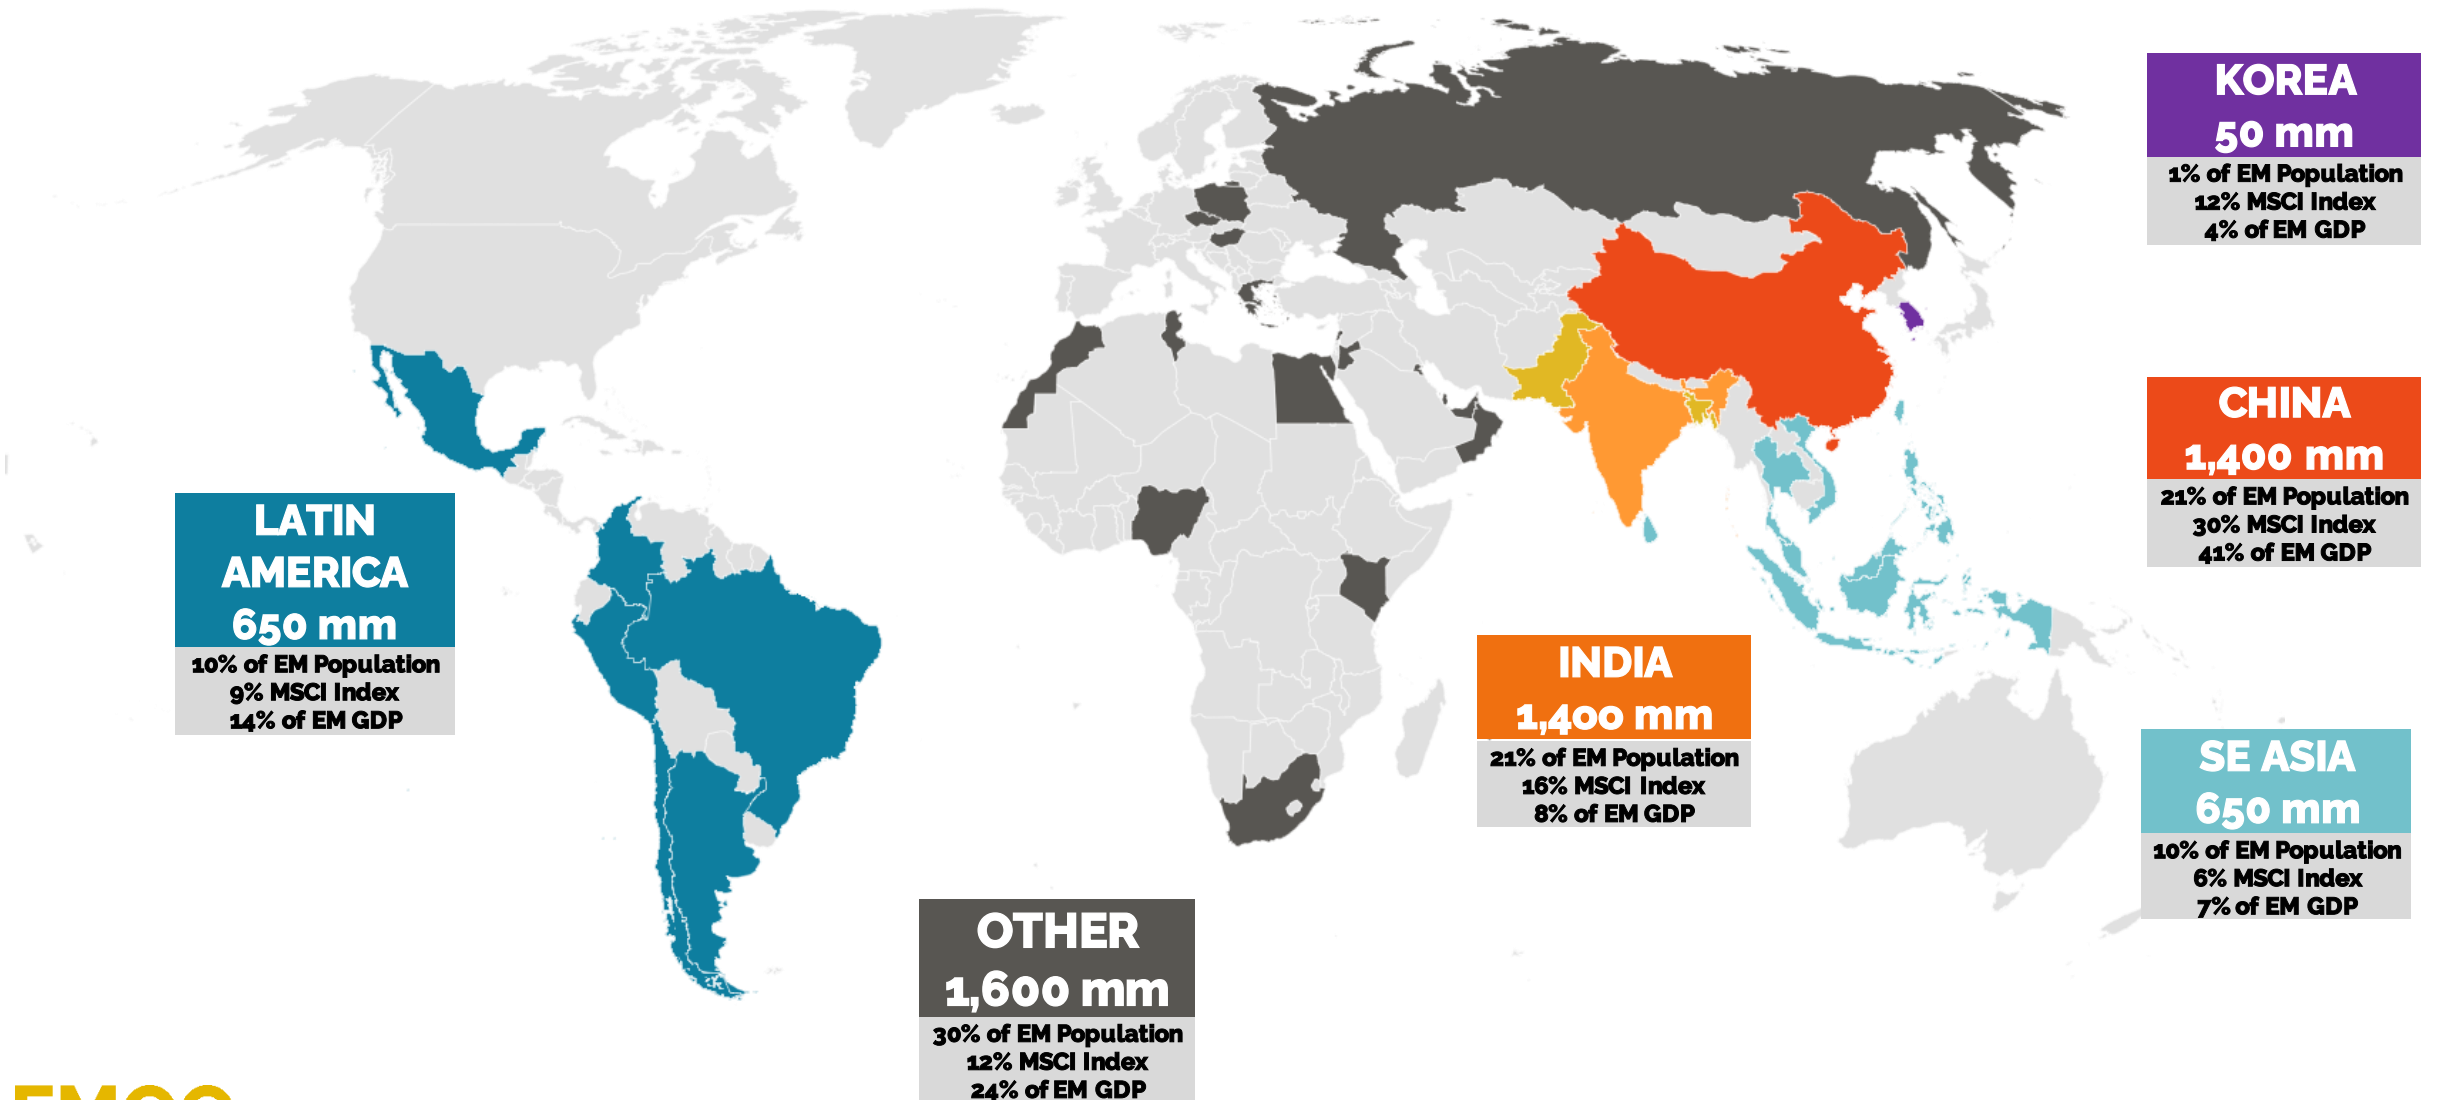 KOREA
50 mm
1% of EM Population
12% MSCI Index
4% of EM GDP
CHINA
1,400 mm
21% of EM Population
30% MSCI Index
41% of EM GDP
LATIN
AMERICA
650 mm
10% of EM Population
9% MSCI Index
14% of EM GDP
INDIA
1,400 mm
21% of EM Population
16% MSCI Index
8% of EM GDP
SE ASIA
650 mm
10% of EM Population
6% MSCI Index
7% of EM GDP
OTHER
1,600 mm
30% of EM Population
12% MSCI Index
24% of EM GDP